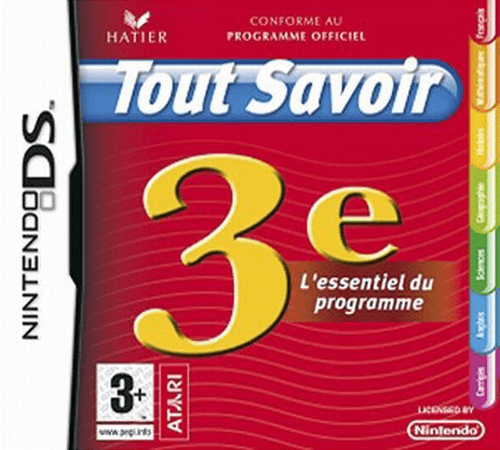 HATIER
CONFORME AU
PROGRAMME OFFICIEL
Tout Savoir
3e
L'essentiel du
programme
NINTENDO DS™
Français
Mathématiques
Histoire
Géographie
Sciences
Anglais
Corrigés
3+
www.pegi.info
ATARI
LICENSED BY
Nintendo